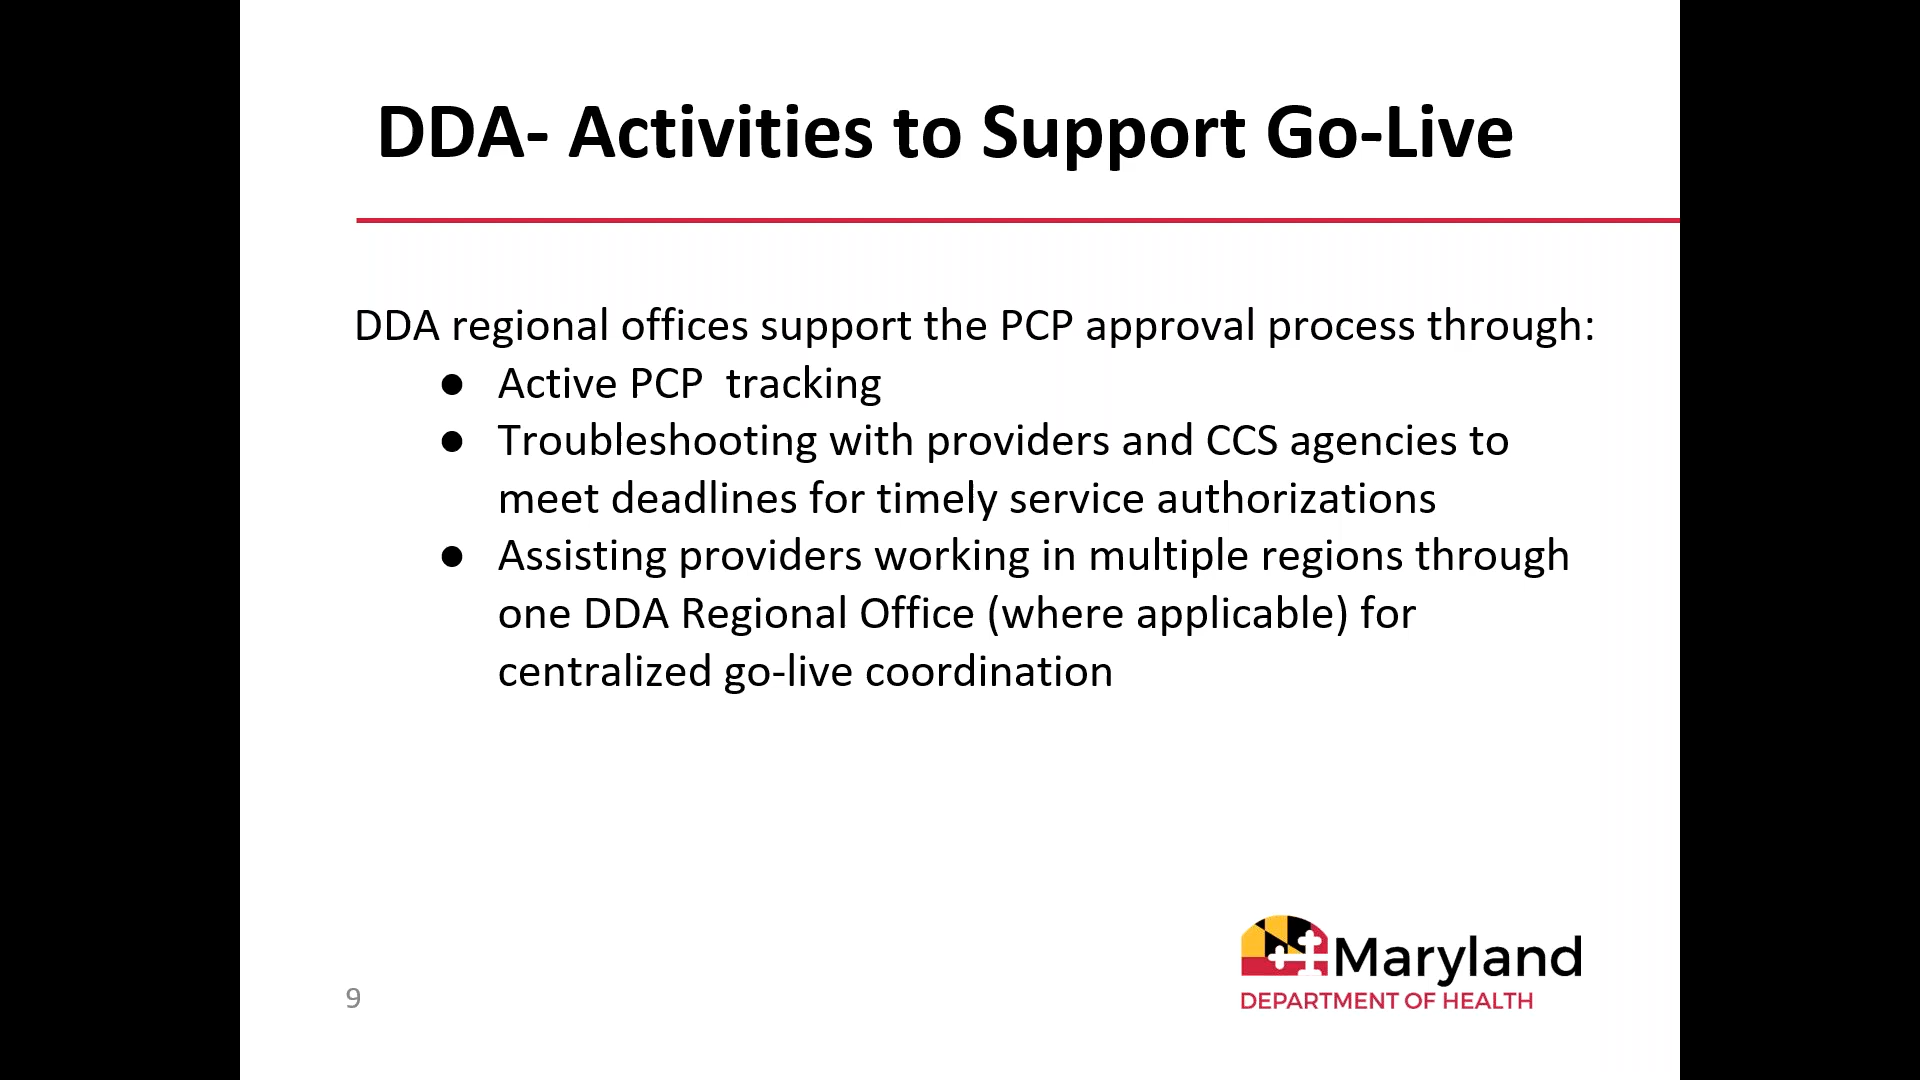 DDA- Activities to Support Go-Live
DDA regional offices support the PCP approval process through:
● Active PCP  tracking
● Troubleshooting with providers and CCS agencies to
meet deadlines for timely service authorizations
● Assisting providers working in multiple regions through
one DDA Regional Office (where applicable) for
centralized go-live coordination
9
Maryland
DEPARTMENT OF HEALTH